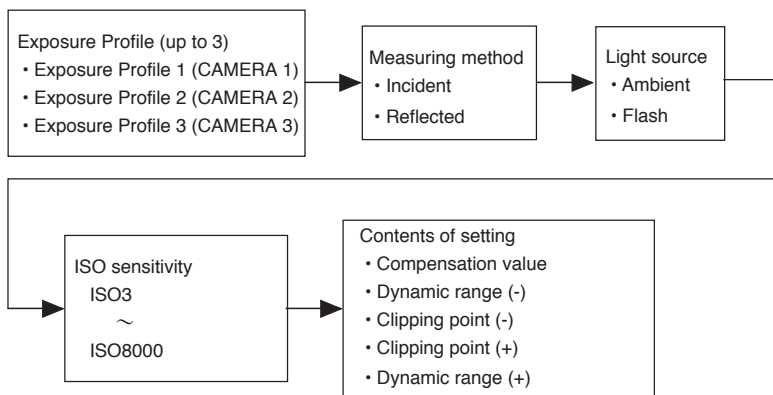 Exposure Profile (up to 3)
・Exposure Profile 1 (CAMERA 1)
・Exposure Profile 2 (CAMERA 2)
・Exposure Profile 3 (CAMERA 3)
Measuring method
・Incident
・Reflected
Light source
・Ambient
・Flash
ISO sensitivity
ISO3
～
ISO8000
Contents of setting
・Compensation value
・Dynamic range (-)
・Clipping point (-)
・Clipping point (+)
・Dynamic range (+)